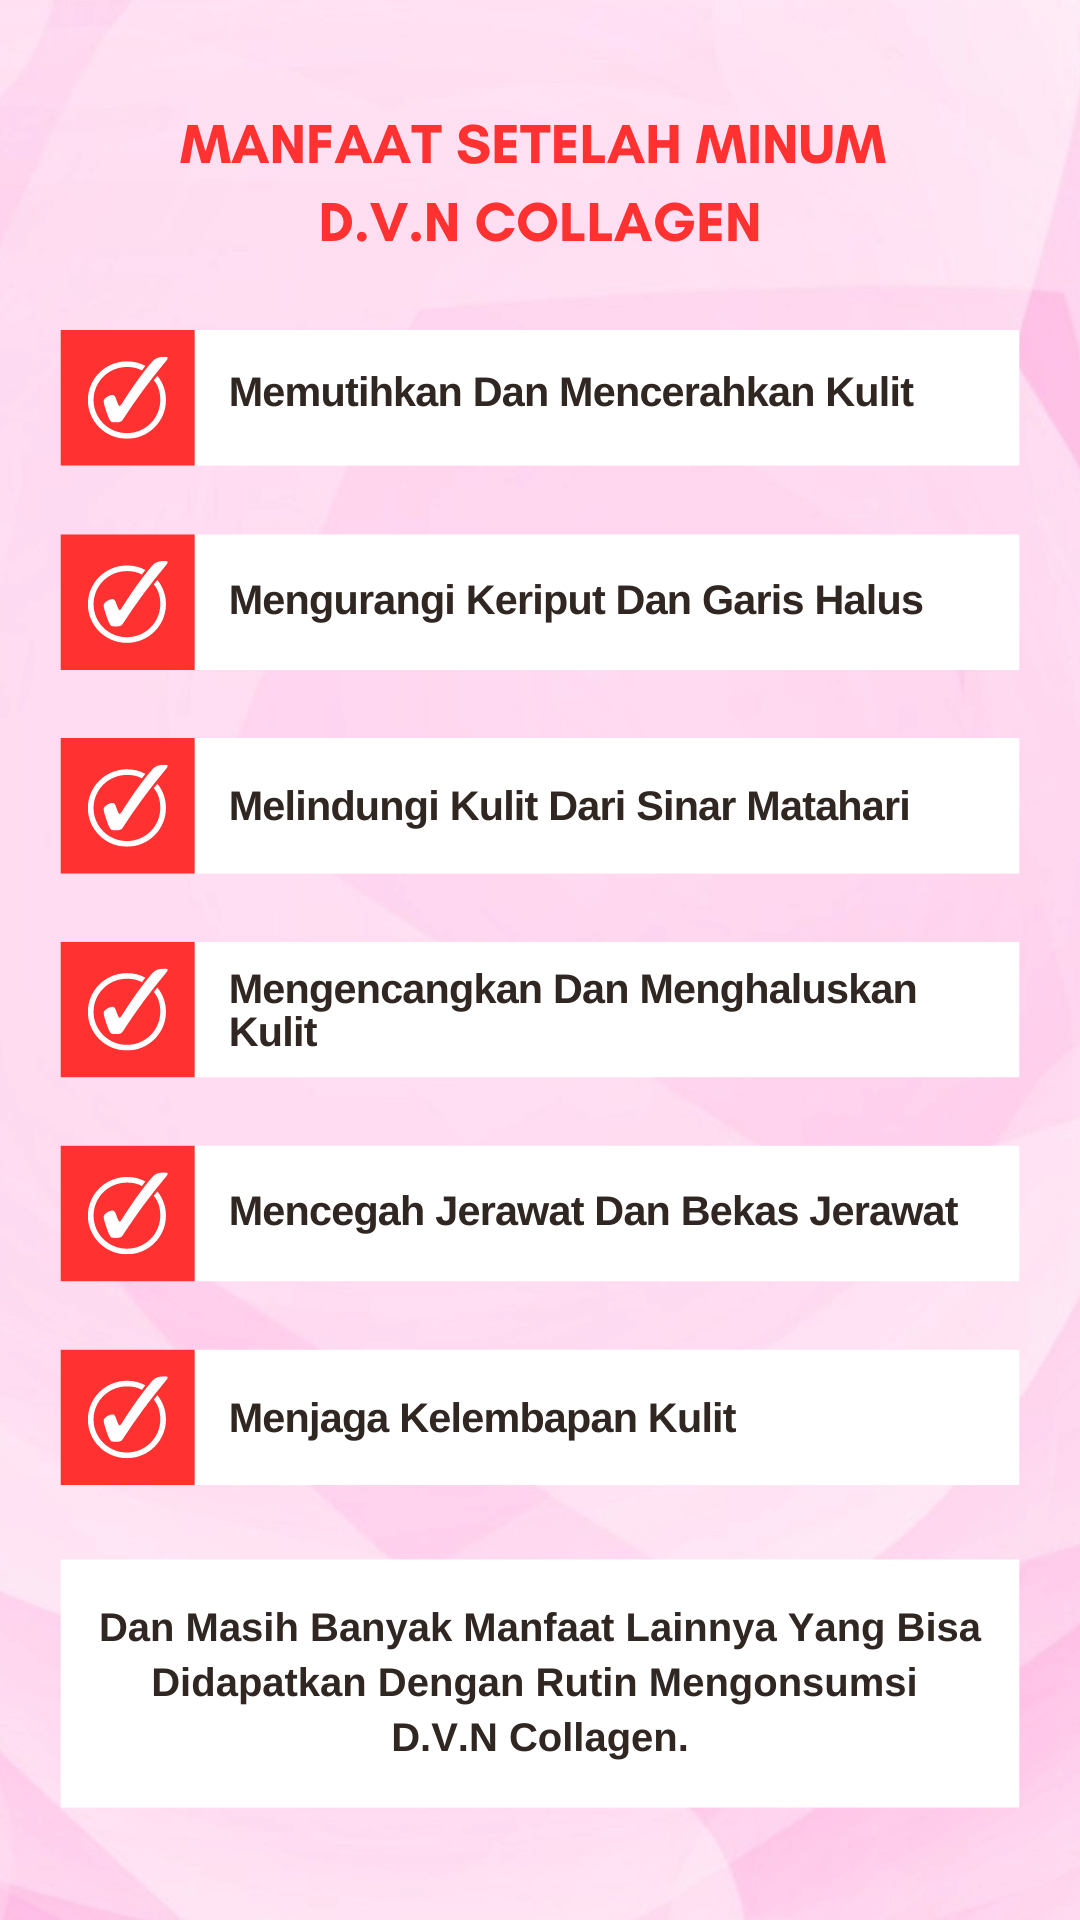 MANFAAT SETELAH MINUM
D.V.N COLLAGEN
Memutihkan Dan Mencerahkan Kulit
Mengurangi Keriput Dan Garis Halus
Melindungi Kulit Dari Sinar Matahari
Mengencangkan Dan Menghaluskan
Kulit
Mencegah Jerawat Dan Bekas Jerawat
Menjaga Kelembapan Kulit
Dan Masih Banyak Manfaat Lainnya Yang Bisa
Didapatkan Dengan Rutin Mengonsumsi
D.V.N Collagen.